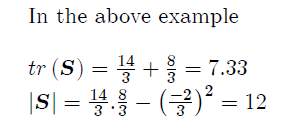 In the above example
tr (S) = 14/3 + 8/3 = 7.33
|S| = 14/3 . 8/3 − (−2/3)² = 12